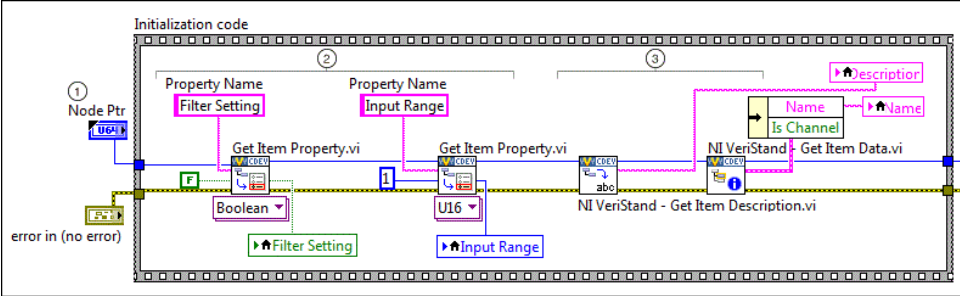 Initialization code
2
3
1
Node Ptr
U64
Property Name
Filter Setting
Property Name
Input Range
Description
Name
Name
Is Channel
Get Item Property.vi
Get Item Property.vi
NI VeriStand - Get Item Data.vi
CDEV
CDEV
CDEV
CDEV
F
1
abc
Boolean
U16
NI VeriStand - Get Item Description.vi
error in (no error)
Filter Setting
Input Range